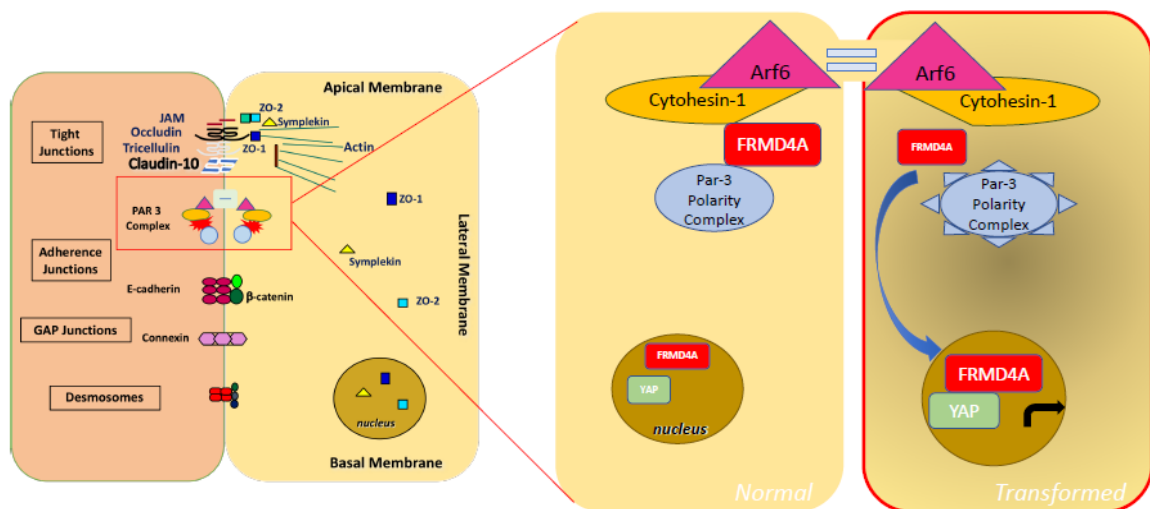 Apical Membrane
ZO-2
JAM
Symplekin
Occludin
Tight
Junctions
Tricellulin
ZO-1
Actin
Claudin-10
ZO-1
PAR 3
Complex
Lateral Membrane
Adherence
Junctions
Symplekin
E-cadherin
β-catenin
ZO-2
GAP Junctions
Connexin
Desmosomes
nucleus
Basal Membrane
Arf6
Cytohesin-1
FRMD4A
Par-3
Polarity
Complex
FRMD4A
YAP
nucleus
Normal
Arf6
Cytohesin-1
FRMD4A
Par-3
Polarity
Complex
FRMD4A
YAP
Transformed